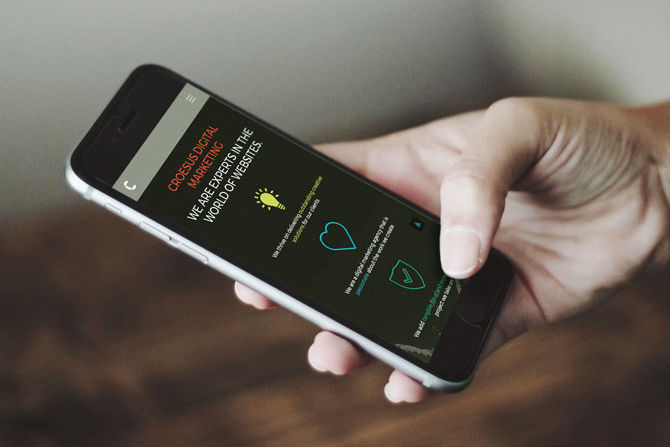 C
CROESUS DIGITAL
MARKETING
WE ARE EXPERTS IN THE
WORLD OF WEBSITES.
We thrive on delivering outstanding creative
solutions for our clients
We are a digital marketing agency that is
passionate about the work we create
We add
project we take